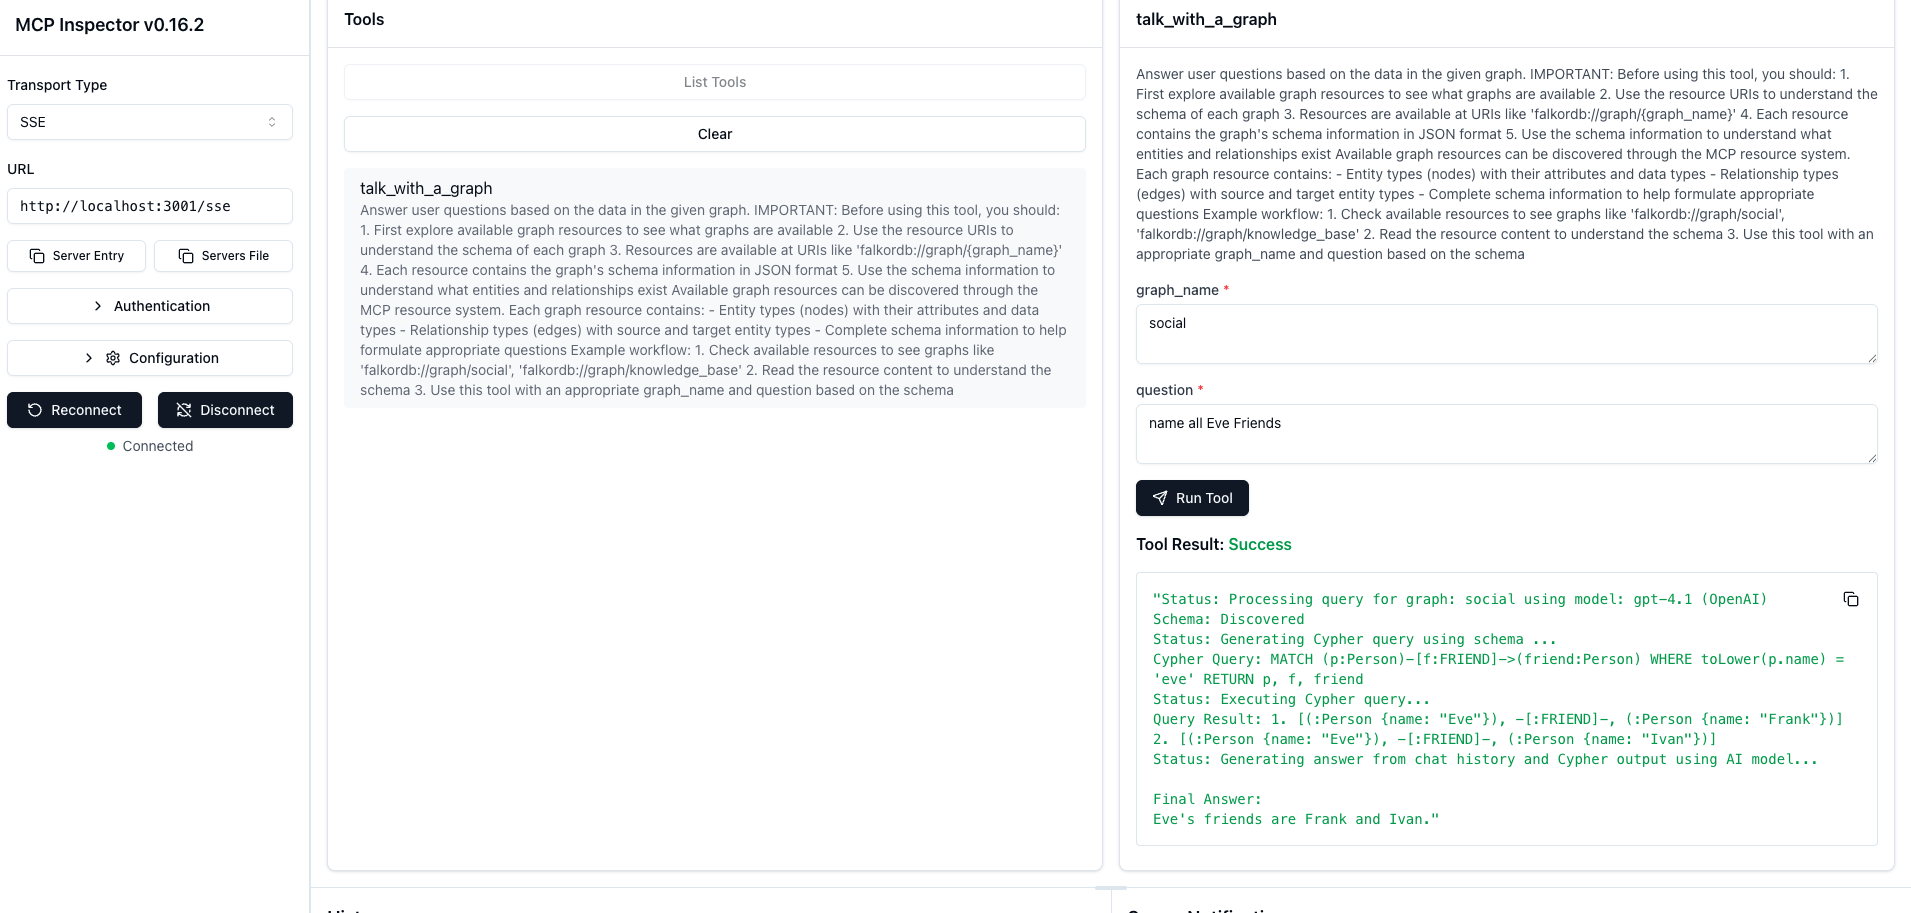 MCP Inspector v0.16.2
Transport Type
SSE
URL
http://localhost:3001/sse
Server Entry
Servers File
Authentication
Configuration
Reconnect
Disconnect
Connected
Tools
List Tools
Clear
talk_with_a_graph
Answer user questions based on the data in the given graph. IMPORTANT: Before using this tool, you should:
1. First explore available graph resources to see what graphs are available 2. Use the resource URIs to
understand the schema of each graph 3. Resources are available at URIs like 'falkordb://graph/{graph_name}'
4. Each resource contains the graph's schema information in JSON format 5. Use the schema information to
understand what entities and relationships exist Available graph resources can be discovered through the
MCP resource system. Each graph resource contains: - Entity types (nodes) with their attributes and data
types - Relationship types (edges) with source and target entity types - Complete schema information to help
formulate appropriate questions Example workflow: 1. Check available resources to see graphs like
'falkordb://graph/social', 'falkordb://graph/knowledge_base' 2. Read the resource content to understand the
schema 3. Use this tool with an appropriate graph_name and question based on the schema
talk_with_a_graph
Answer user questions based on the data in the given graph. IMPORTANT: Before using this tool, you should: 1.
First explore available graph resources to see what graphs are available 2. Use the resource URIs to understand the
schema of each graph 3. Resources are available at URIs like 'falkordb://graph/{graph_name}' 4. Each resource
contains the graph's schema information in JSON format 5. Use the schema information to understand what
entities and relationships exist Available graph resources can be discovered through the MCP resource system.
Each graph resource contains: - Entity types (nodes) with their attributes and data types - Relationship types
(edges) with source and target entity types - Complete schema information to help formulate appropriate
questions Example workflow: 1. Check available resources to see graphs like 'falkordb://graph/social',
'falkordb://graph/knowledge_base' 2. Read the resource content to understand the schema 3. Use this tool with an
appropriate graph_name and question based on the schema
graph_name *
social
question *
name all Eve Friends
Run Tool
Tool Result: Success
"Status: Processing query for graph: social using model: gpt-4.1 (OpenAI)
Schema: Discovered
Status: Generating Cypher query using schema ...
Cypher Query: MATCH (p:Person)-[f:FRIEND]->(friend:Person) WHERE toLower(p.name) =
'eve' RETURN p, f, friend
Status: Executing Cypher query...
Query Result: 1. [(:Person {name: "Eve"}), -[:FRIEND]-, (:Person {name: "Frank"})]
2. [(:Person {name: "Eve"}), -[:FRIEND]-, (:Person {name: "Ivan"})]
Status: Generating answer from chat history and Cypher output using AI model...
Final Answer:
Eve's friends are Frank and Ivan."